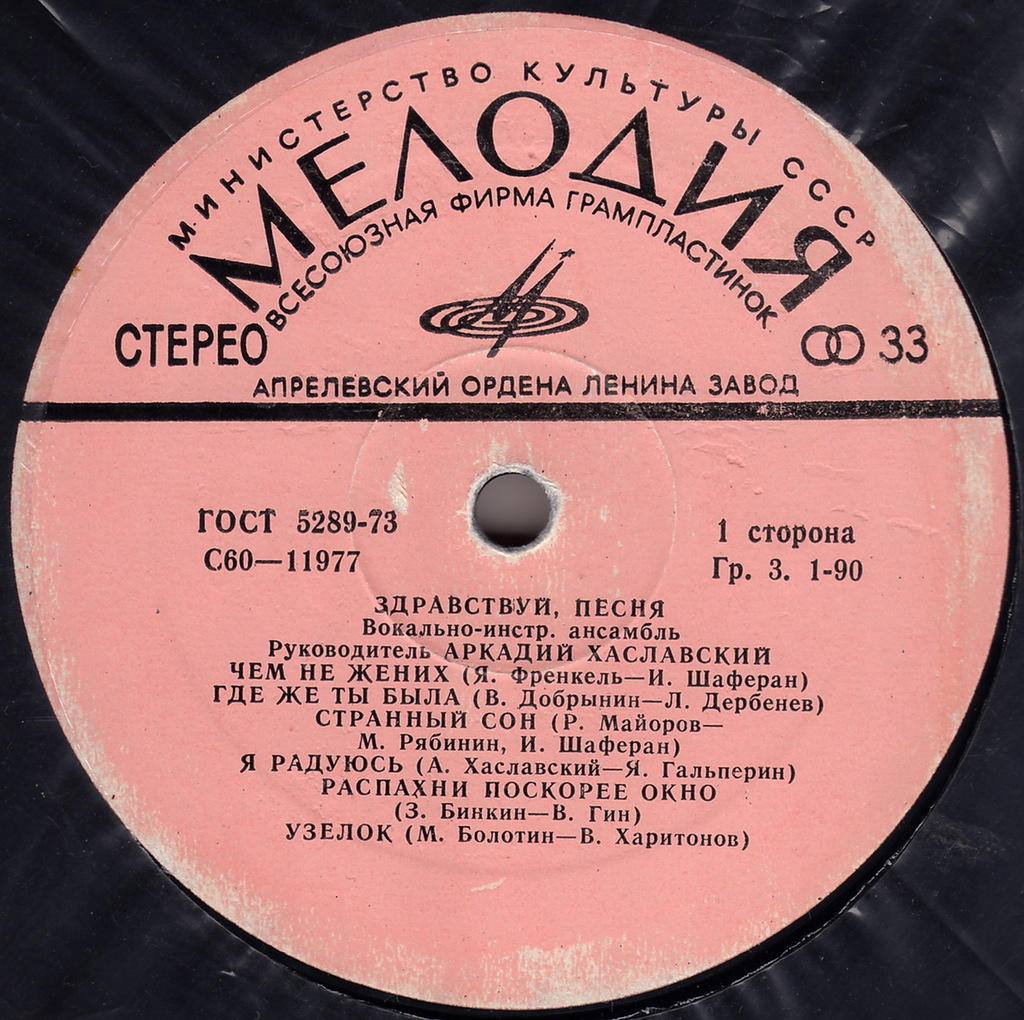 МИНИСТЕРСТВО КУЛЬТУРЫ СССР
МЕЛОДИЯ
ВСЕСОЮЗНАЯ ФИРМА ГРАМПЛАСТИНОК
СТЕРЕО
33
АПРЕЛЕВСКИЙ ОРДЕНА ЛЕНИНА ЗАВОД
ГОСТ 5289-73
С60—11977
1 сторона
Гр. 3. 1-90
ЗДРАВСТВУЙ, ПЕСНЯ
Вокально-инстр. ансамбль
Руководитель АРКАДИЙ ХАСЛАВСКИЙ
ЧЕМ НЕ ЖЕНИХ (Я. Френкель—И. Шаферан)
ГДЕ ЖЕ ТЫ БЫЛА (В. Добрынин—Л. Дербенев)
СТРАННЫЙ СОН (Р. Майоров—
М. Рябинин, И. Шаферан)
Я РАДУЮСЬ (А. Хаславский—Я. Гальперин)
РАСПАХНИ ПОСКОРЕЕ ОКНО
(З. Бинкин—В. Гин)
УЗЕЛОК (М. Болотин—В. Харитонов)